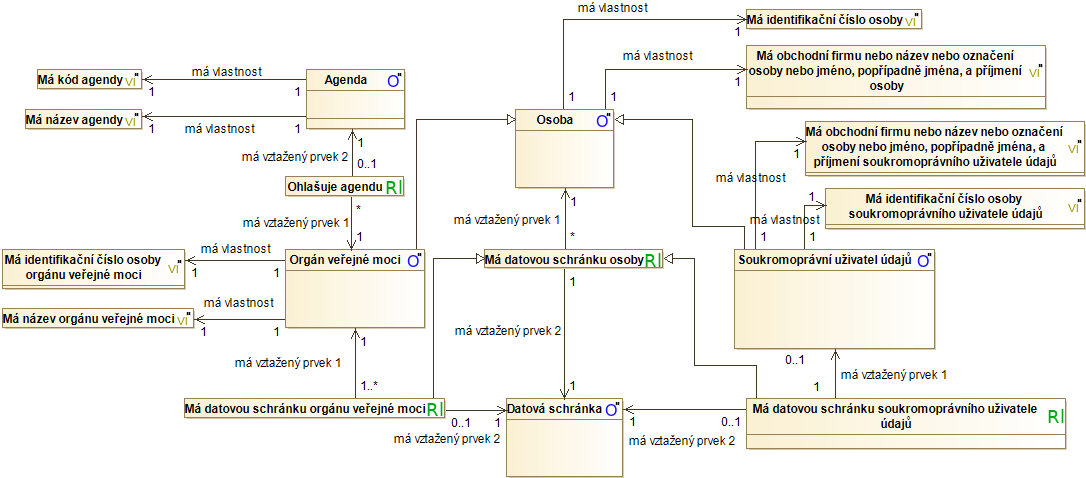 má vlastnost
1
1
Má identifikační číslo osoby vi"
má vlastnost
1
1
Má obchodní firmu nebo název nebo označení
osoby nebo jméno, popřípadně jména, a příjmení
osoby vi"
Má kód agendy vi"
má vlastnost
1
1
Agenda O"
Má název agendy vi"
má vlastnost
1
1
Osoba O"
Má obchodní firmu nebo název nebo označení
osoby nebo jméno, popřípadně jména, a
příjmení soukromoprávního uživatele údajů vi"
má vlastnost
1
1
má vztažený prvek 2
1
0..1
Ohlašuje agendu RI
*
má vztažený prvek 1
1
má vztažený prvek 1
1
*
Má identifikační číslo osoby
soukromoprávního uživatele údajů vi"
má vlastnost
1
1
Má identifikační číslo osoby
orgánu veřejné moci vi"
má vlastnost
1
1
Orgán veřejné moci O"
Má datovou schránku osoby RI
Soukromoprávní uživatel údajů O"
Má název orgánu veřejné moci vi"
má vlastnost
1
1
1
má vztažený prvek 2
1
má vztažený prvek 1
1
1..*
0..1
má vztažený prvek 1
1
Má datovou schránku orgánu veřejné moci RI
0..1
1
má vztažený prvek 2
Datová schránka O"
1
0..1
má vztažený prvek 2
Má datovou schránku soukromoprávního uživatele
údajů RI